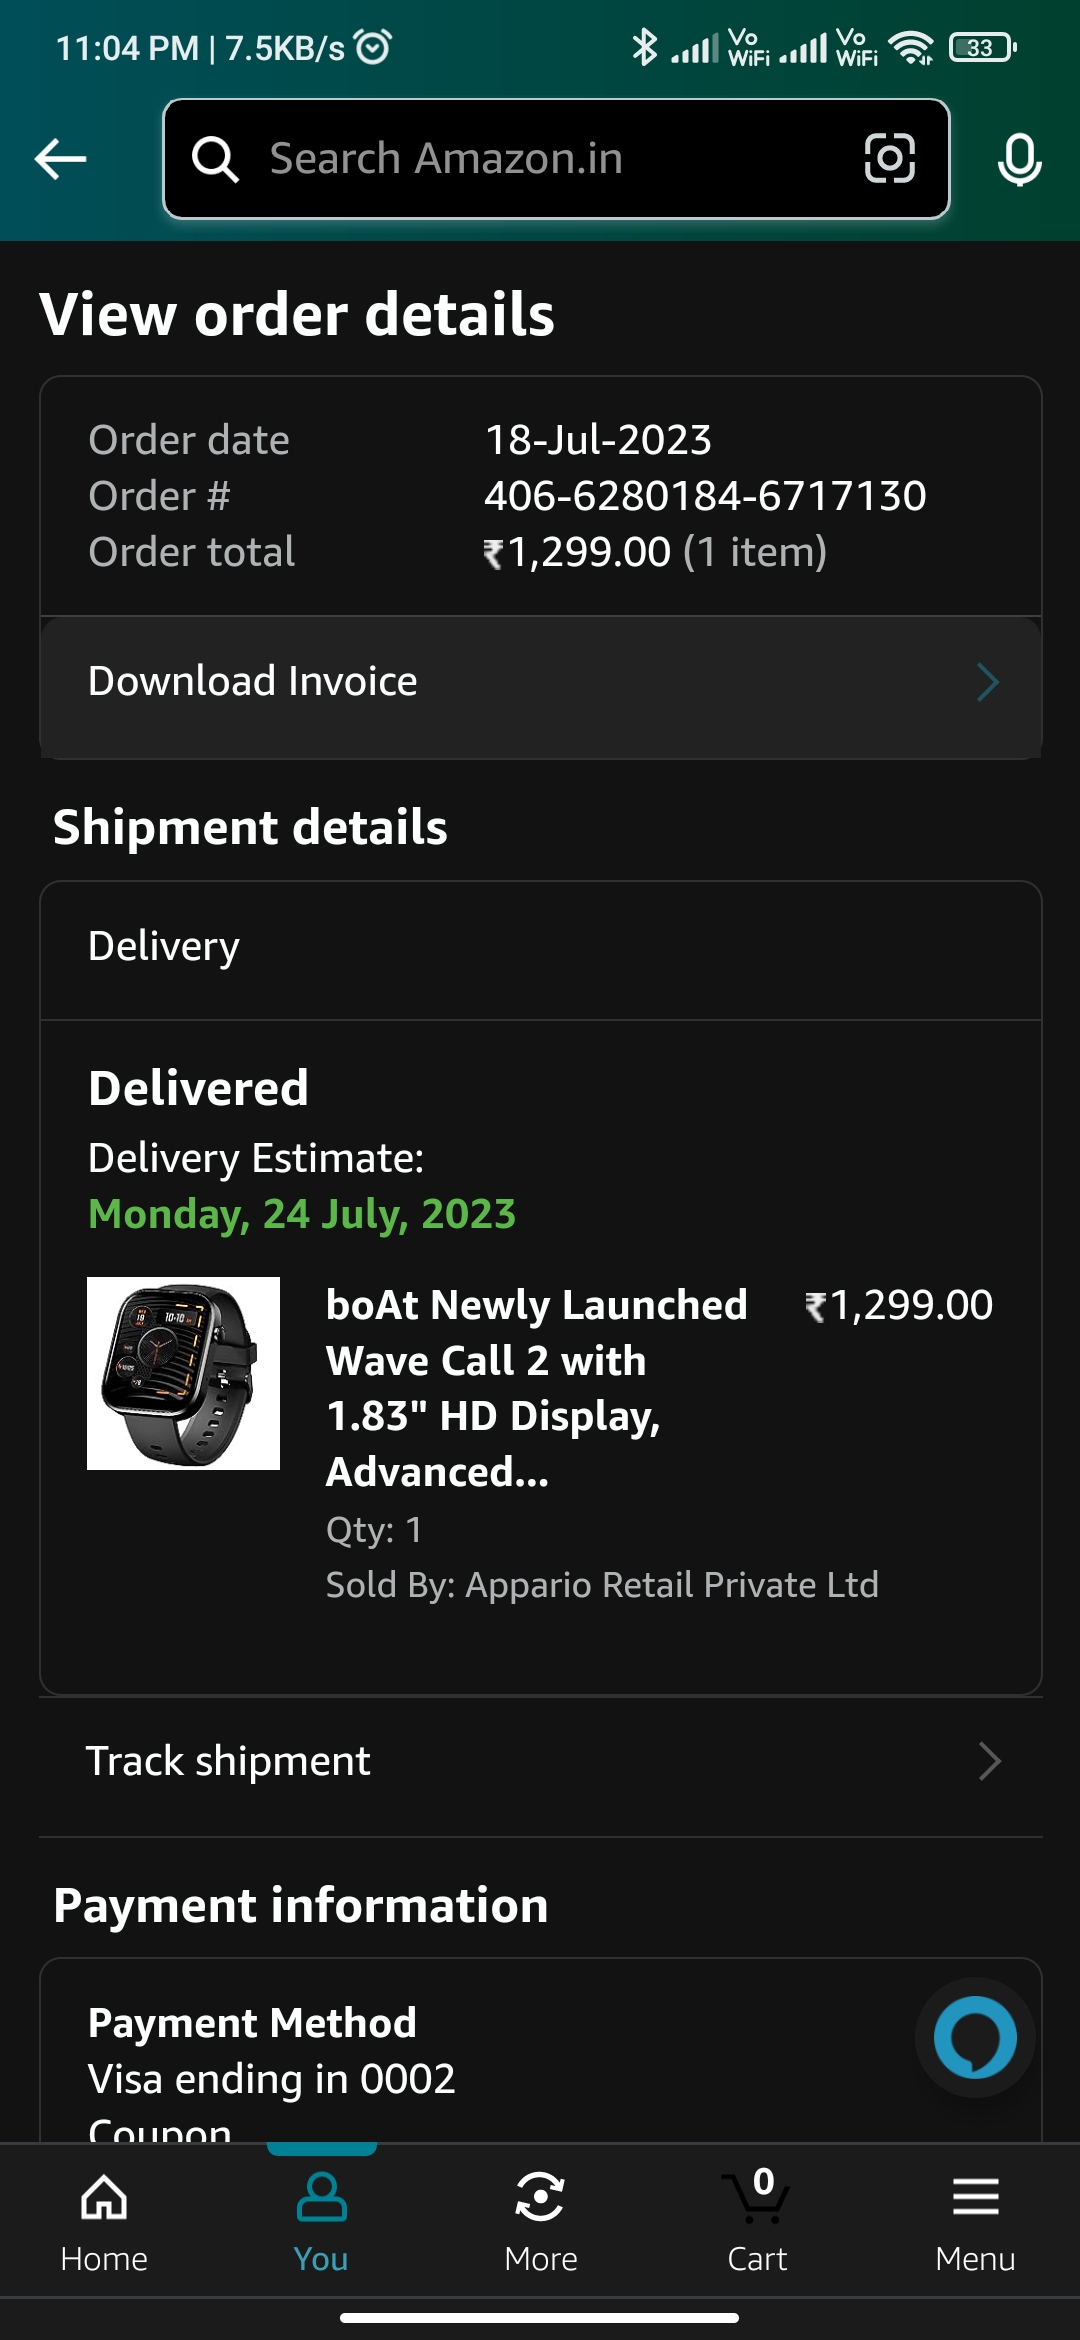 11:04 PM | 7.5KB/s
Vo WiFi Vo WiFi 33
Search Amazon.in
View order details
Order date 18-Jul-2023
Order # 406-6280184-6717130
Order total ₹1,299.00 (1 item)
Download Invoice
Shipment details
Delivery
Delivered
Delivery Estimate:
Monday, 24 July, 2023
boAt Newly Launched ₹1,299.00
Wave Call 2 with
1.83" HD Display,
Advanced...
Qty: 1
Sold By: Appario Retail Private Ltd
Track shipment
Payment information
Payment Method
Visa ending in 0002
Coupon
0
Home You More Cart Menu